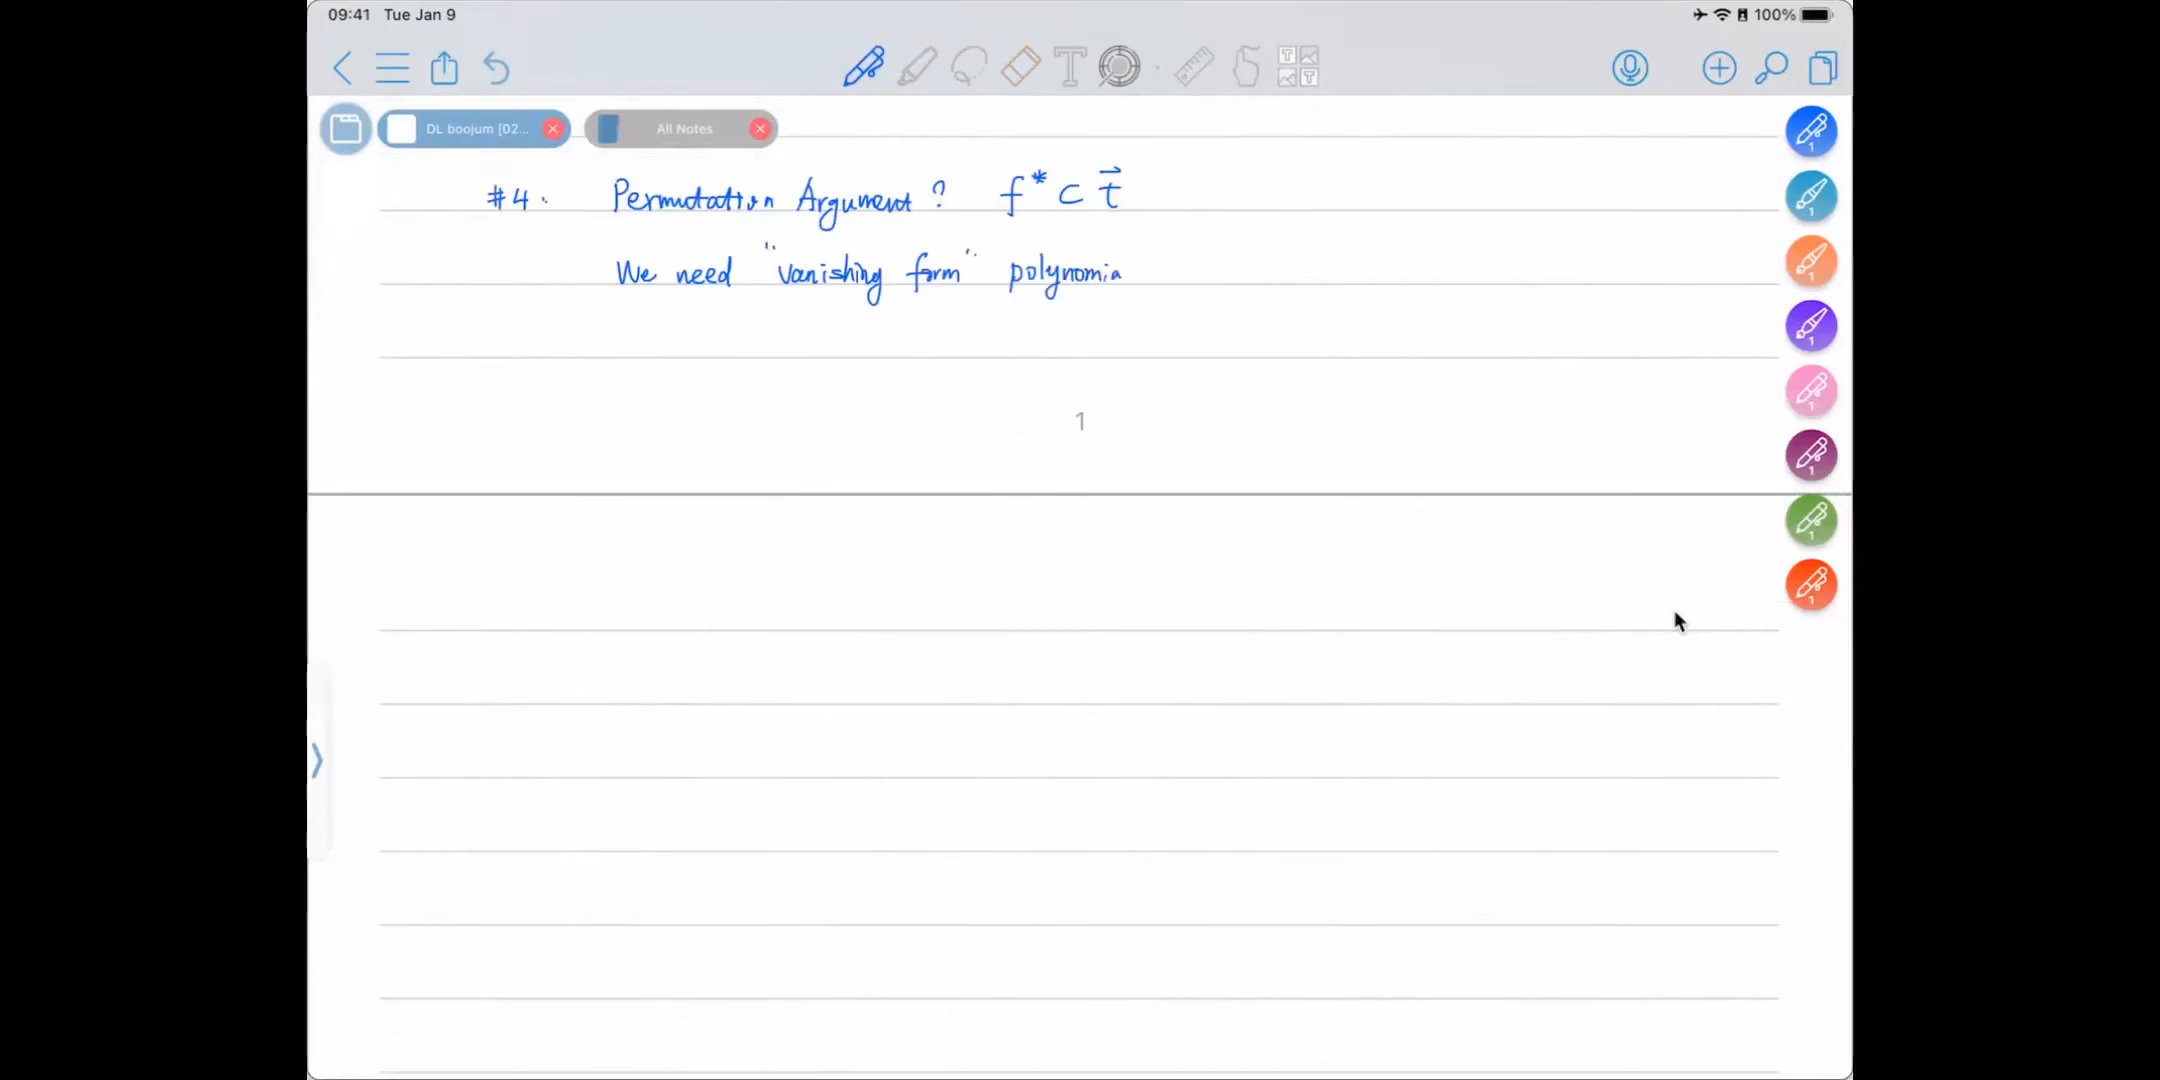 09:41 Tue Jan 9 100%
DL boojum [02... All Notes
#4. Permutation Argument? f* ⊂ t⃗
We need "vanishing form" polynomia
1